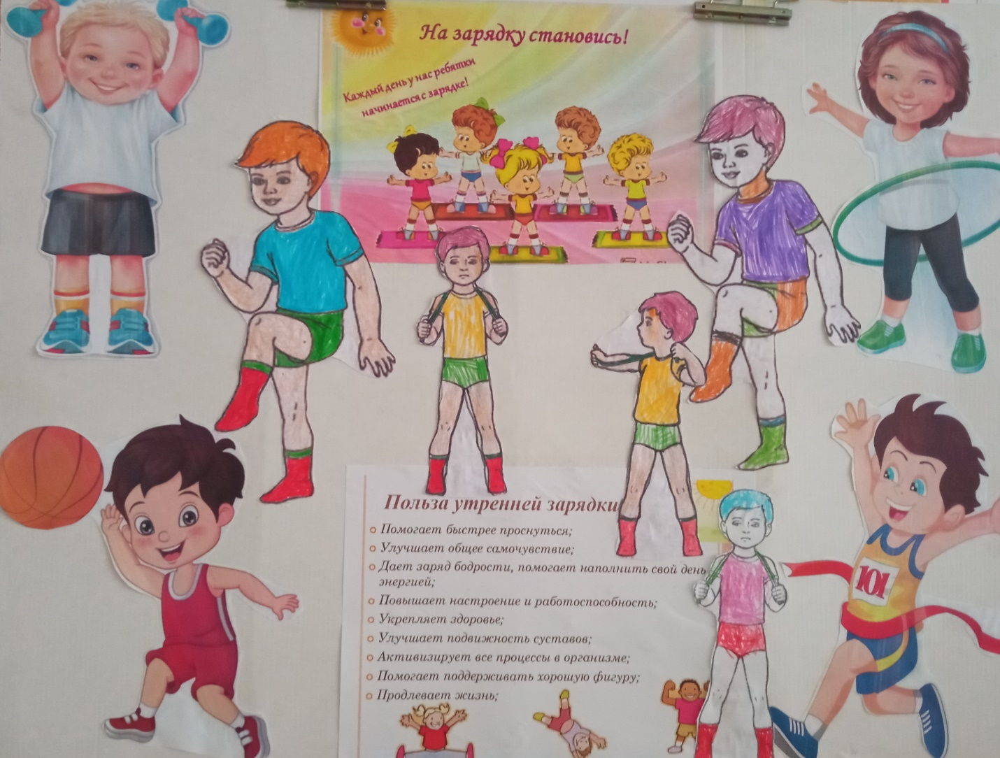 На зарядку становись!
Каждый день у нас ребятки
начинается с зарядке!
Польза утренней зарядки
Помогает быстрее проснуться;
Улучшает общее самочувствие;
Дает заряд бодрости, помогает наполнить свой день
энергией;
Повышает настроение и работоспособность;
Укрепляет здоровье;
Улучшает подвижность суставов;
Активизирует все процессы в организме;
Помогает поддерживать хорошую фигуру;
Продлевает жизнь;
101